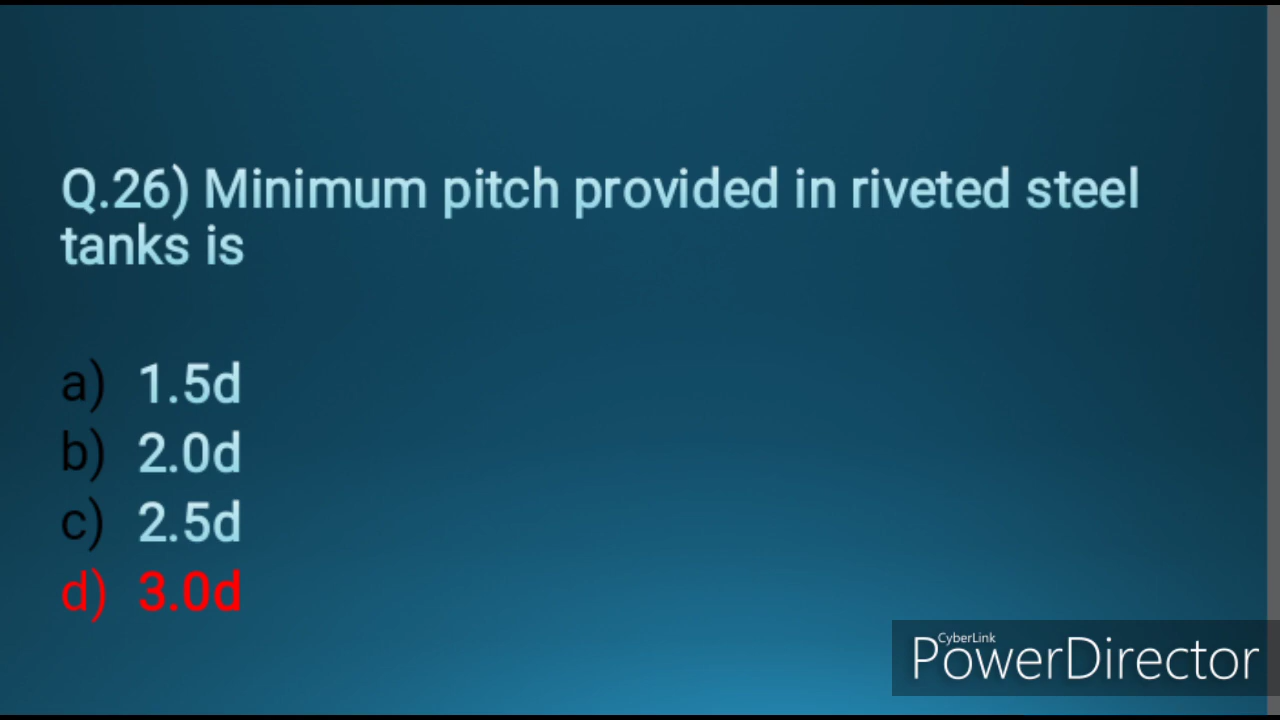 Q.26) Minimum pitch provided in riveted steel
tanks is
a) 1.5d
b) 2.0d
c) 2.5d
d) 3.0d
CyberLink
PowerDirector